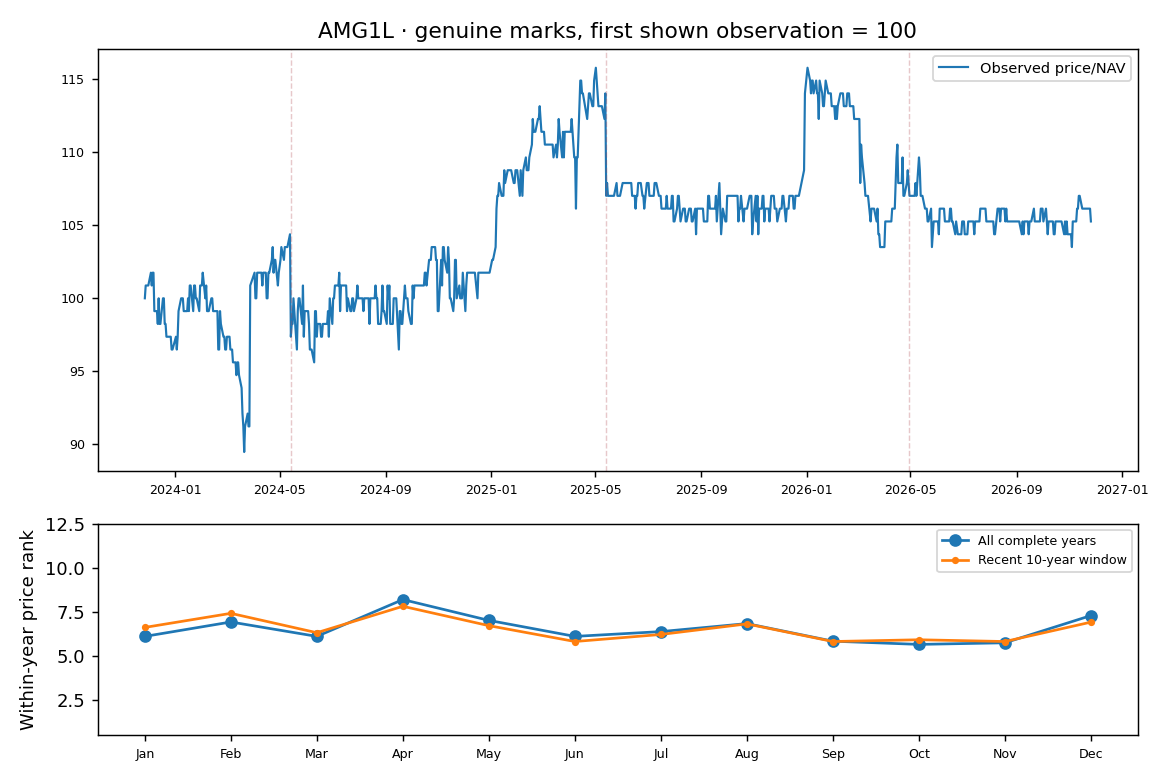 AMG1L · genuine marks, first shown observation = 100
Observed price/NAV
115
110
105
100
95
90
2024-01 2024-05 2024-09 2025-01 2025-05 2025-09 2026-01 2026-05 2026-09 2027-01
Within-year price rank
12.5
10.0
7.5
5.0
2.5
All complete years
Recent 10-year window
Jan Feb Mar Apr May Jun Jul Aug Sep Oct Nov Dec